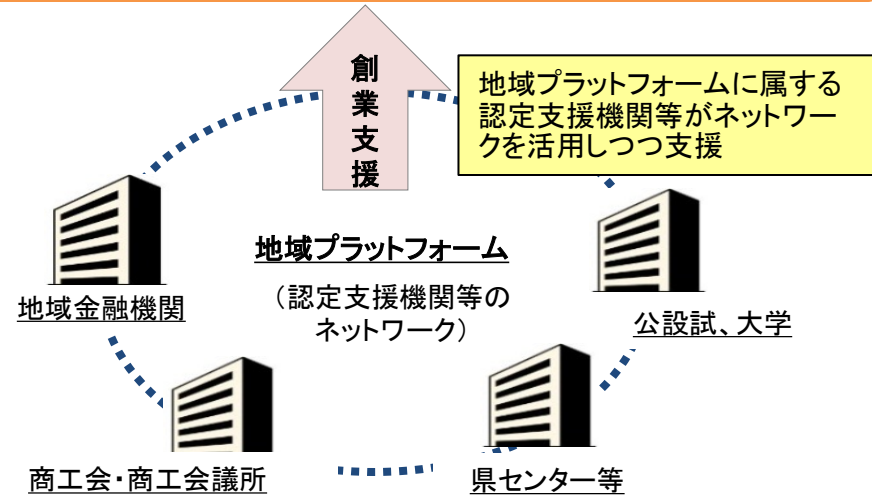 創業支援
地域プラットフォームに属する
認定支援機関等がネットワー
クを活用しつつ支援
地域プラットフォーム
（認定支援機関等の
ネットワーク）
地域金融機関
公設試、大学
商工会・商工会議所
県センター等